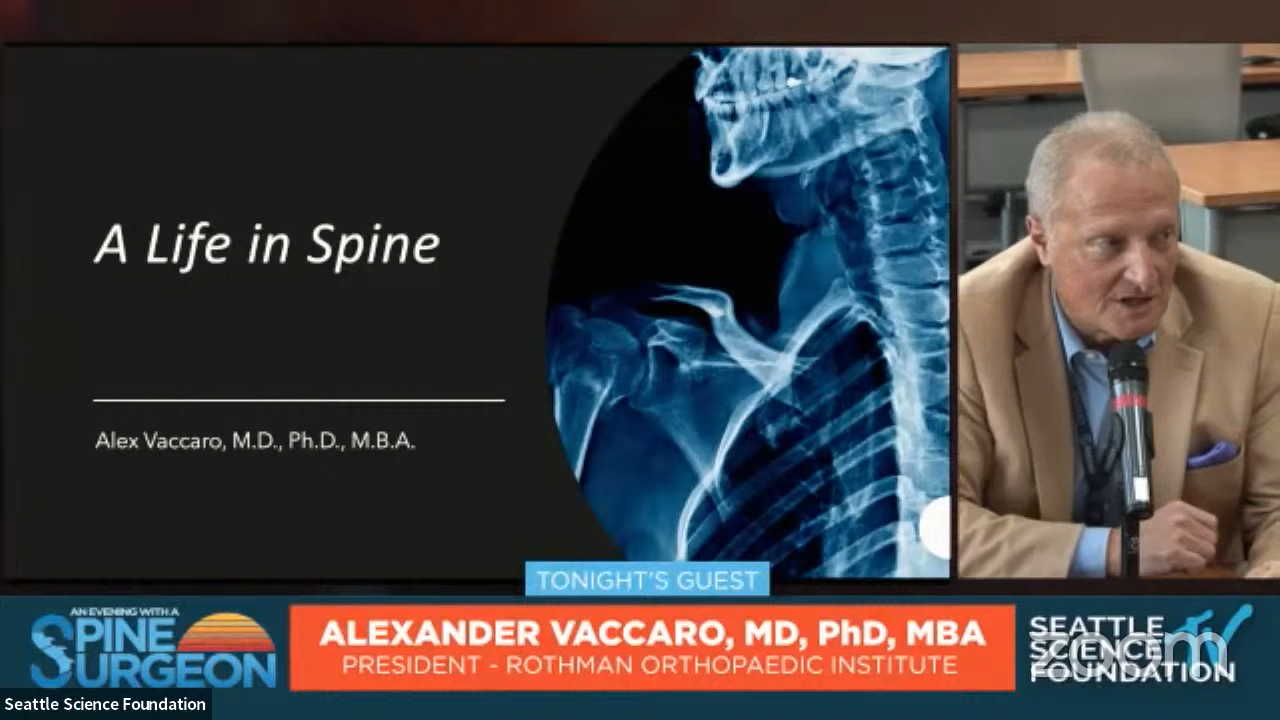 A Life in Spine
Alex Vaccaro, M.D., Ph.D., M.B.A.
TONIGHT'S GUEST
AN EVENING WITH A
SPINE
SURGEON
ALEXANDER VACCARO, MD, PhD, MBA
PRESIDENT - ROTHMAN ORTHOPAEDIC INSTITUTE
SEATTLE
SCIENCE
FOUNDATION
zoom
Seattle Science Foundation